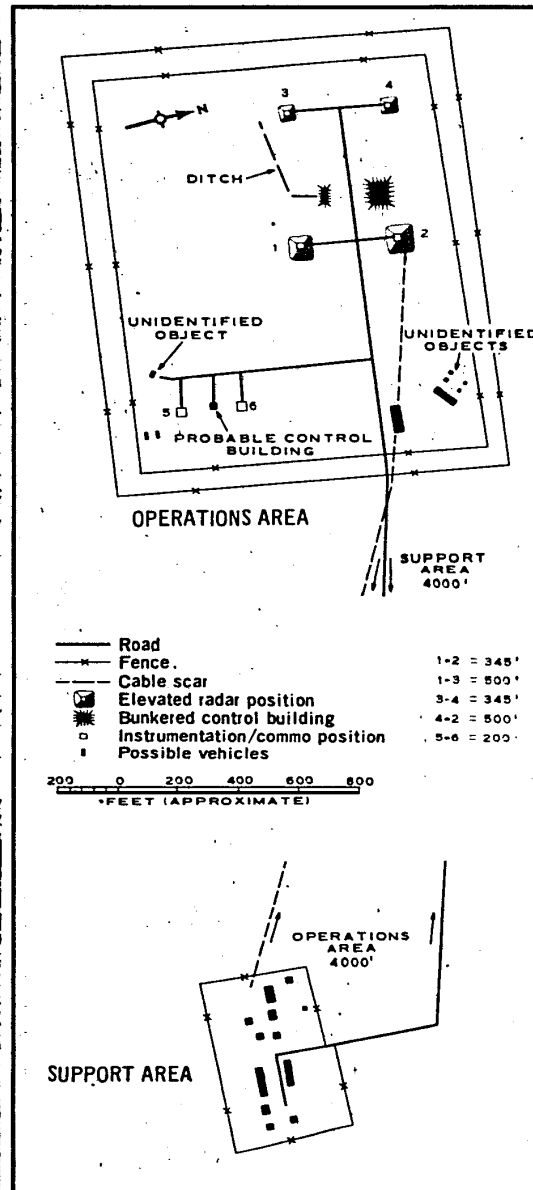 3
4
N
DITCH
1
2
UNIDENTIFIED
OBJECT
UNIDENTIFIED
OBJECTS
5
6
PROBABLE CONTROL
BUILDING
OPERATIONS AREA
SUPPORT
AREA
4000'
Road
Fence.
Cable scar
Elevated radar position
Bunkered control building
Instrumentation/commo position
Possible vehicles
1-2 = 345'
1-3 = 500'
3-4 = 345'
4-2 = 500'
5-6 = 200'
200 0 200 400 600 800
FEET (APPROXIMATE)
OPERATIONS
AREA
4000'
SUPPORT AREA